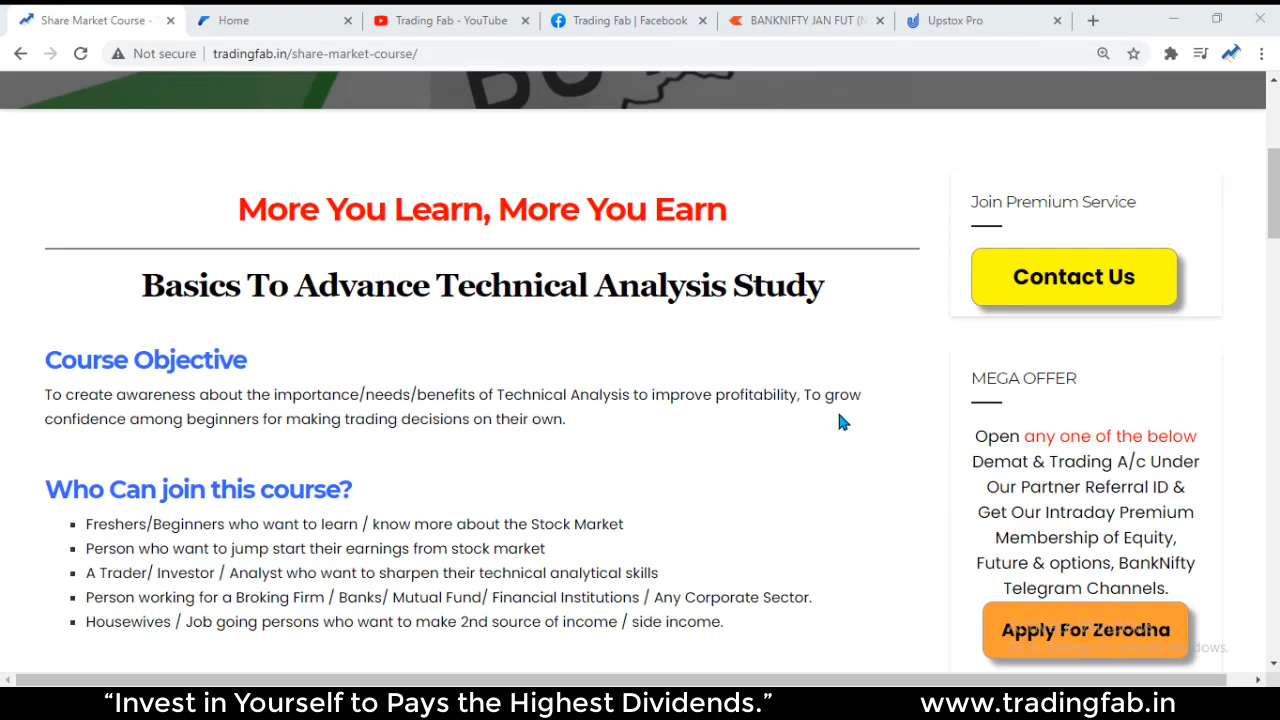 Share Market Course -
Home
Trading Fab - YouTube
Trading Fab | Facebook
BANKNIFTY JAN FUT (N
Upstox Pro
Not secure
tradingfab.in/share-market-course/
More You Learn, More You Earn
Basics To Advance Technical Analysis Study
Course Objective
To create awareness about the importance/needs/benefits of Technical Analysis to improve profitability, To grow
confidence among beginners for making trading decisions on their own.
Who Can join this course?
Freshers/Beginners who want to learn / know more about the Stock Market
Person who want to jump start their earnings from stock market
A Trader/ Investor / Analyst who want to sharpen their technical analytical skills
Person working for a Broking Firm / Banks/ Mutual Fund/ Financial Institutions / Any Corporate Sector.
Housewives / Job going persons who want to make 2nd source of income / side income.
Join Premium Service
Contact Us
MEGA OFFER
Open any one of the below
Demat & Trading A/c Under
Our Partner Referral ID &
Get Our Intraday Premium
Membership of Equity,
Future & options, BankNifty
Telegram Channels.
Apply For Zerodha
“Invest in Yourself to Pays the Highest Dividends.”
www.tradingfab.in